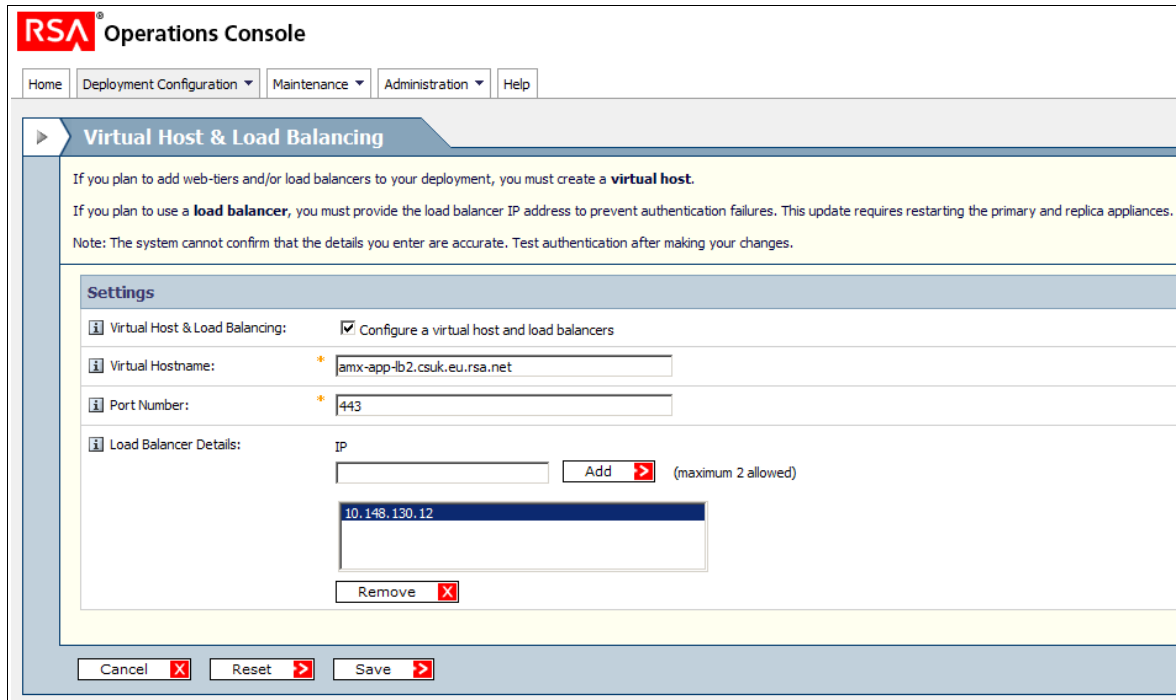 RSA® Operations Console
Home Deployment Configuration Maintenance Administration Help
Virtual Host & Load Balancing
If you plan to add web-tiers and/or load balancers to your deployment, you must create a virtual host.
If you plan to use a load balancer, you must provide the load balancer IP address to prevent authentication failures. This update requires restarting the primary and replica appliances.
Note: The system cannot confirm that the details you enter are accurate. Test authentication after making your changes.
Settings
Virtual Host & Load Balancing: Configure a virtual host and load balancers
Virtual Hostname: * amx-app-lb2.csuk.eu.rsa.net
Port Number: * 443
Load Balancer Details: IP
Add (maximum 2 allowed)
10.148.130.12
Remove X
Cancel X Reset Save